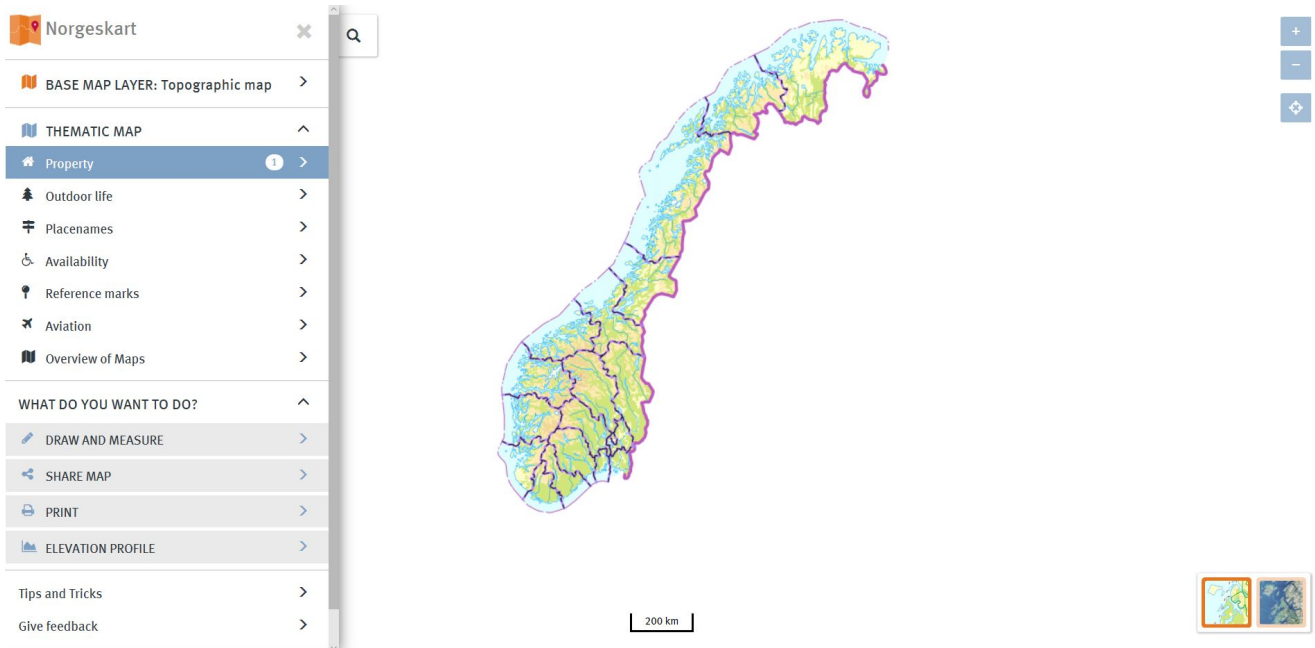 Norgeskart
BASE MAP LAYER: Topographic map
THEMATIC MAP
Property 1
Outdoor life
Placenames
Availability
Reference marks
Aviation
Overview of Maps
WHAT DO YOU WANT TO DO?
DRAW AND MEASURE
SHARE MAP
PRINT
ELEVATION PROFILE
Tips and Tricks
Give feedback
200 km